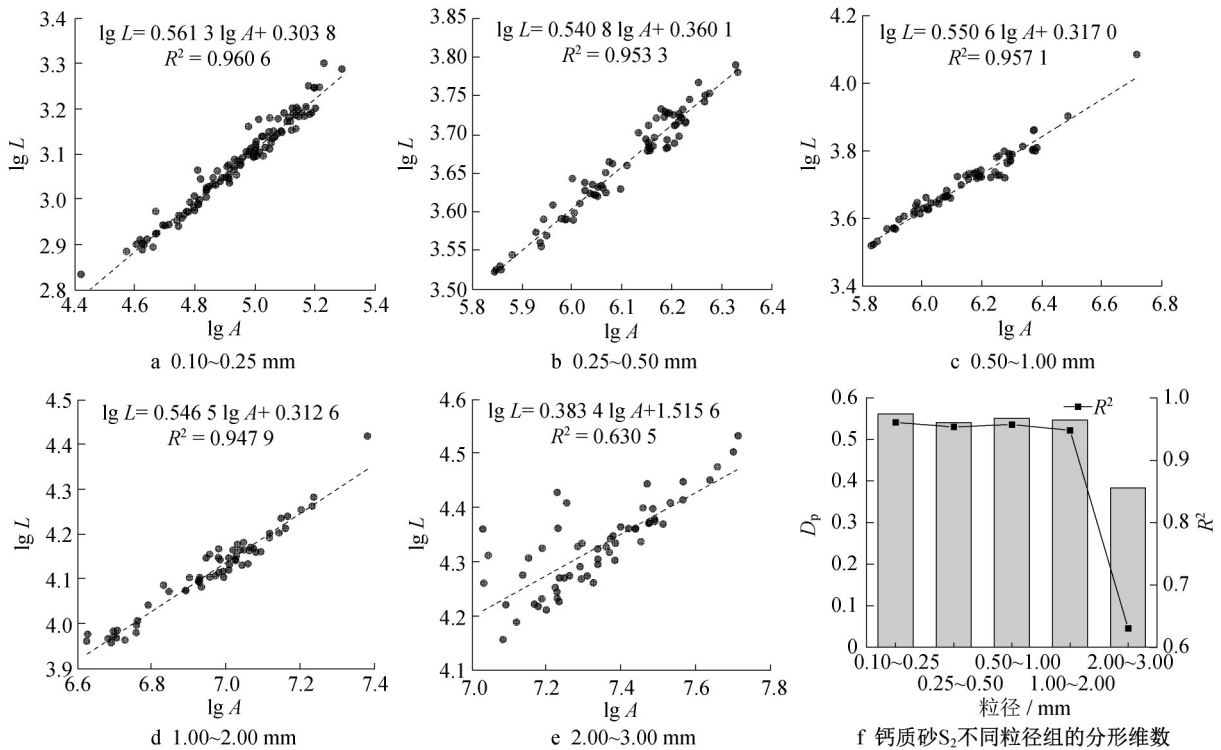 lg L= 0.561 3 lg A+ 0.303 8
R² = 0.960 6
3.4
3.3
3.2
3.1
3.0
2.9
2.8
lg L
4.4 4.6 4.8 5.0 5.2 5.4
lg A
a 0.10~0.25 mm
lg L= 0.540 8 lg A+ 0.360 1
R² = 0.953 3
3.85
3.80
3.70
3.60
3.50
lg L
5.8 5.9 6.0 6.1 6.2 6.3 6.4
lg A
b 0.25~0.50 mm
lg L= 0.550 6 lg A+ 0.317 0
R²= 0.957 1
4.2
4.0
3.8
3.6
3.4
lg L
5.8 6.0 6.2 6.4 6.6 6.8
lg A
c 0.50~1.00 mm
lg L= 0.546 5 lg A+ 0.312 6
R² = 0.947 9
4.5
4.4
4.3
4.2
4.1
4.0
3.9
lg L
6.6 6.8 7.0 7.2 7.4
lg A
d 1.00~2.00 mm
lg L= 0.383 4 lg A+1.515 6
R² = 0.630 5
4.6
4.5
4.4
4.3
4.2
4.1
lg L
7.0 7.2 7.4 7.6 7.8
lg A
e 2.00~3.00 mm
R²
0.6
0.5
0.4
0.3
0.2
0.1
0
Dₚ
1.0
0.9
0.8
0.7
0.6
R²
0.10~0.25 0.50~1.00 2.00~3.00
0.25~0.50 1.00~2.00
粒径 / mm
f 钙质砂S₂不同粒径组的分形维数